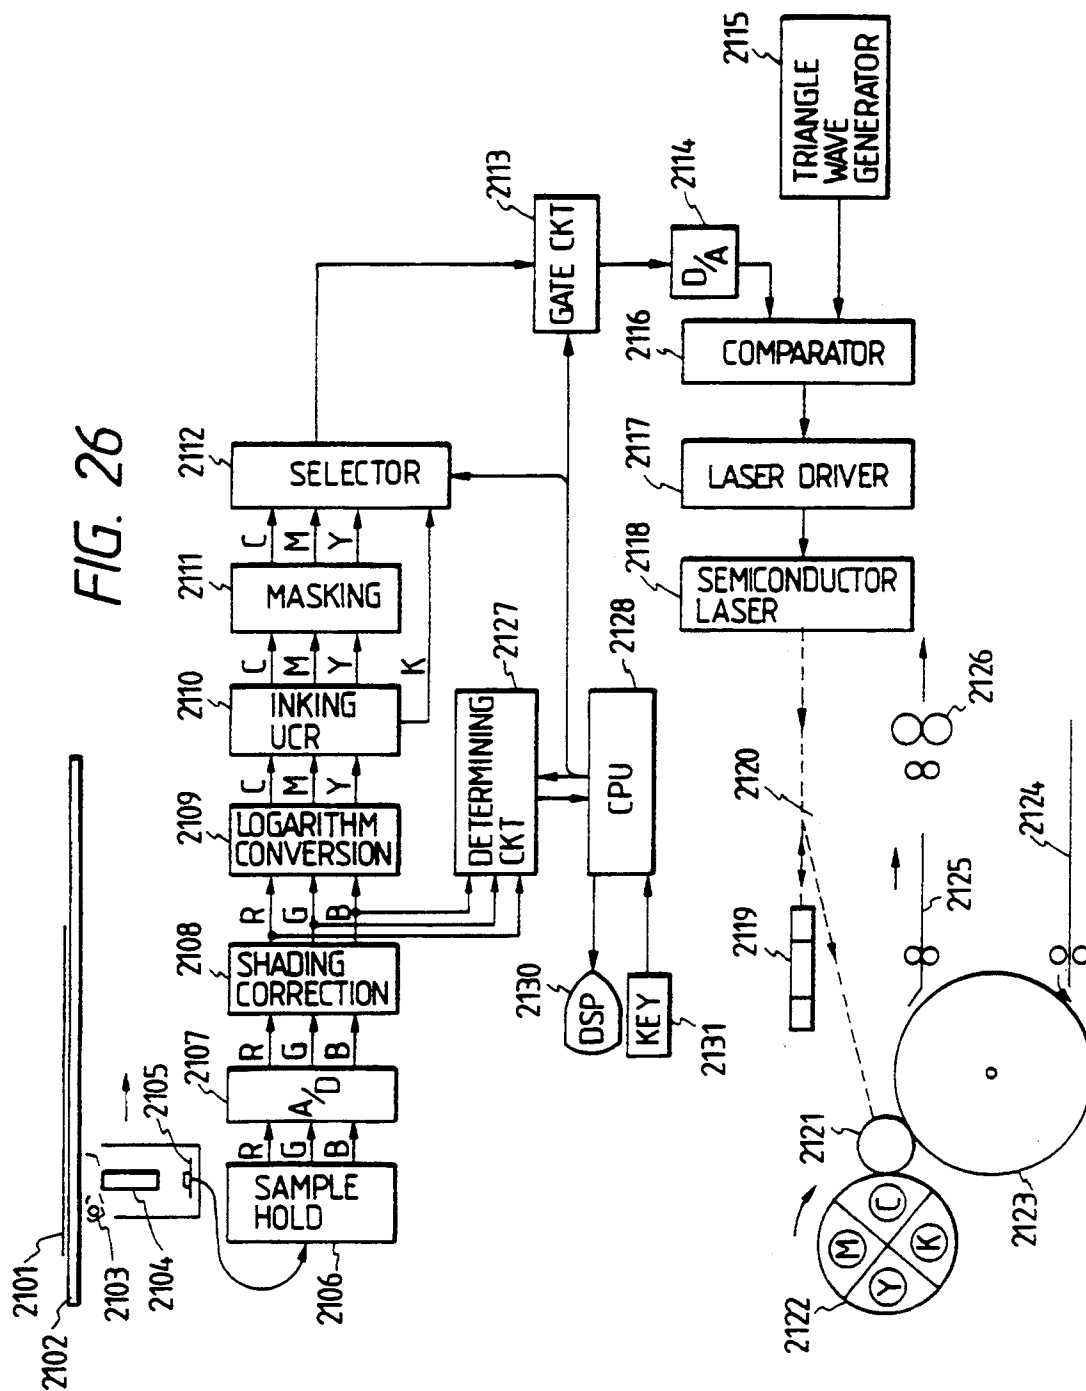 FIG. 26
2101
2102
2103
2104
2105
2106
SAMPLE
HOLD
R
G
B
2107
A/D
R
G
B
2108
SHADING
CORRECTION
R
G
B
2109
LOGARITHM
CONVERSION
C
M
Y
2110
INKING
UCR
C
M
Y
K
2111
MASKING
C
M
Y
2112
SELECTOR
2113
GATE CKT
2114
D/A
2115
TRIANGLE
WAVE
GENERATOR
2116
COMPARATOR
2117
LASER DRIVER
2118
SEMICONDUCTOR
LASER
2127
DETERMINING
CKT
2128
CPU
2130
DSP
KEY
2131
2119
2120
2121
2122
M
C
Y
K
2123
2124
2125
2126